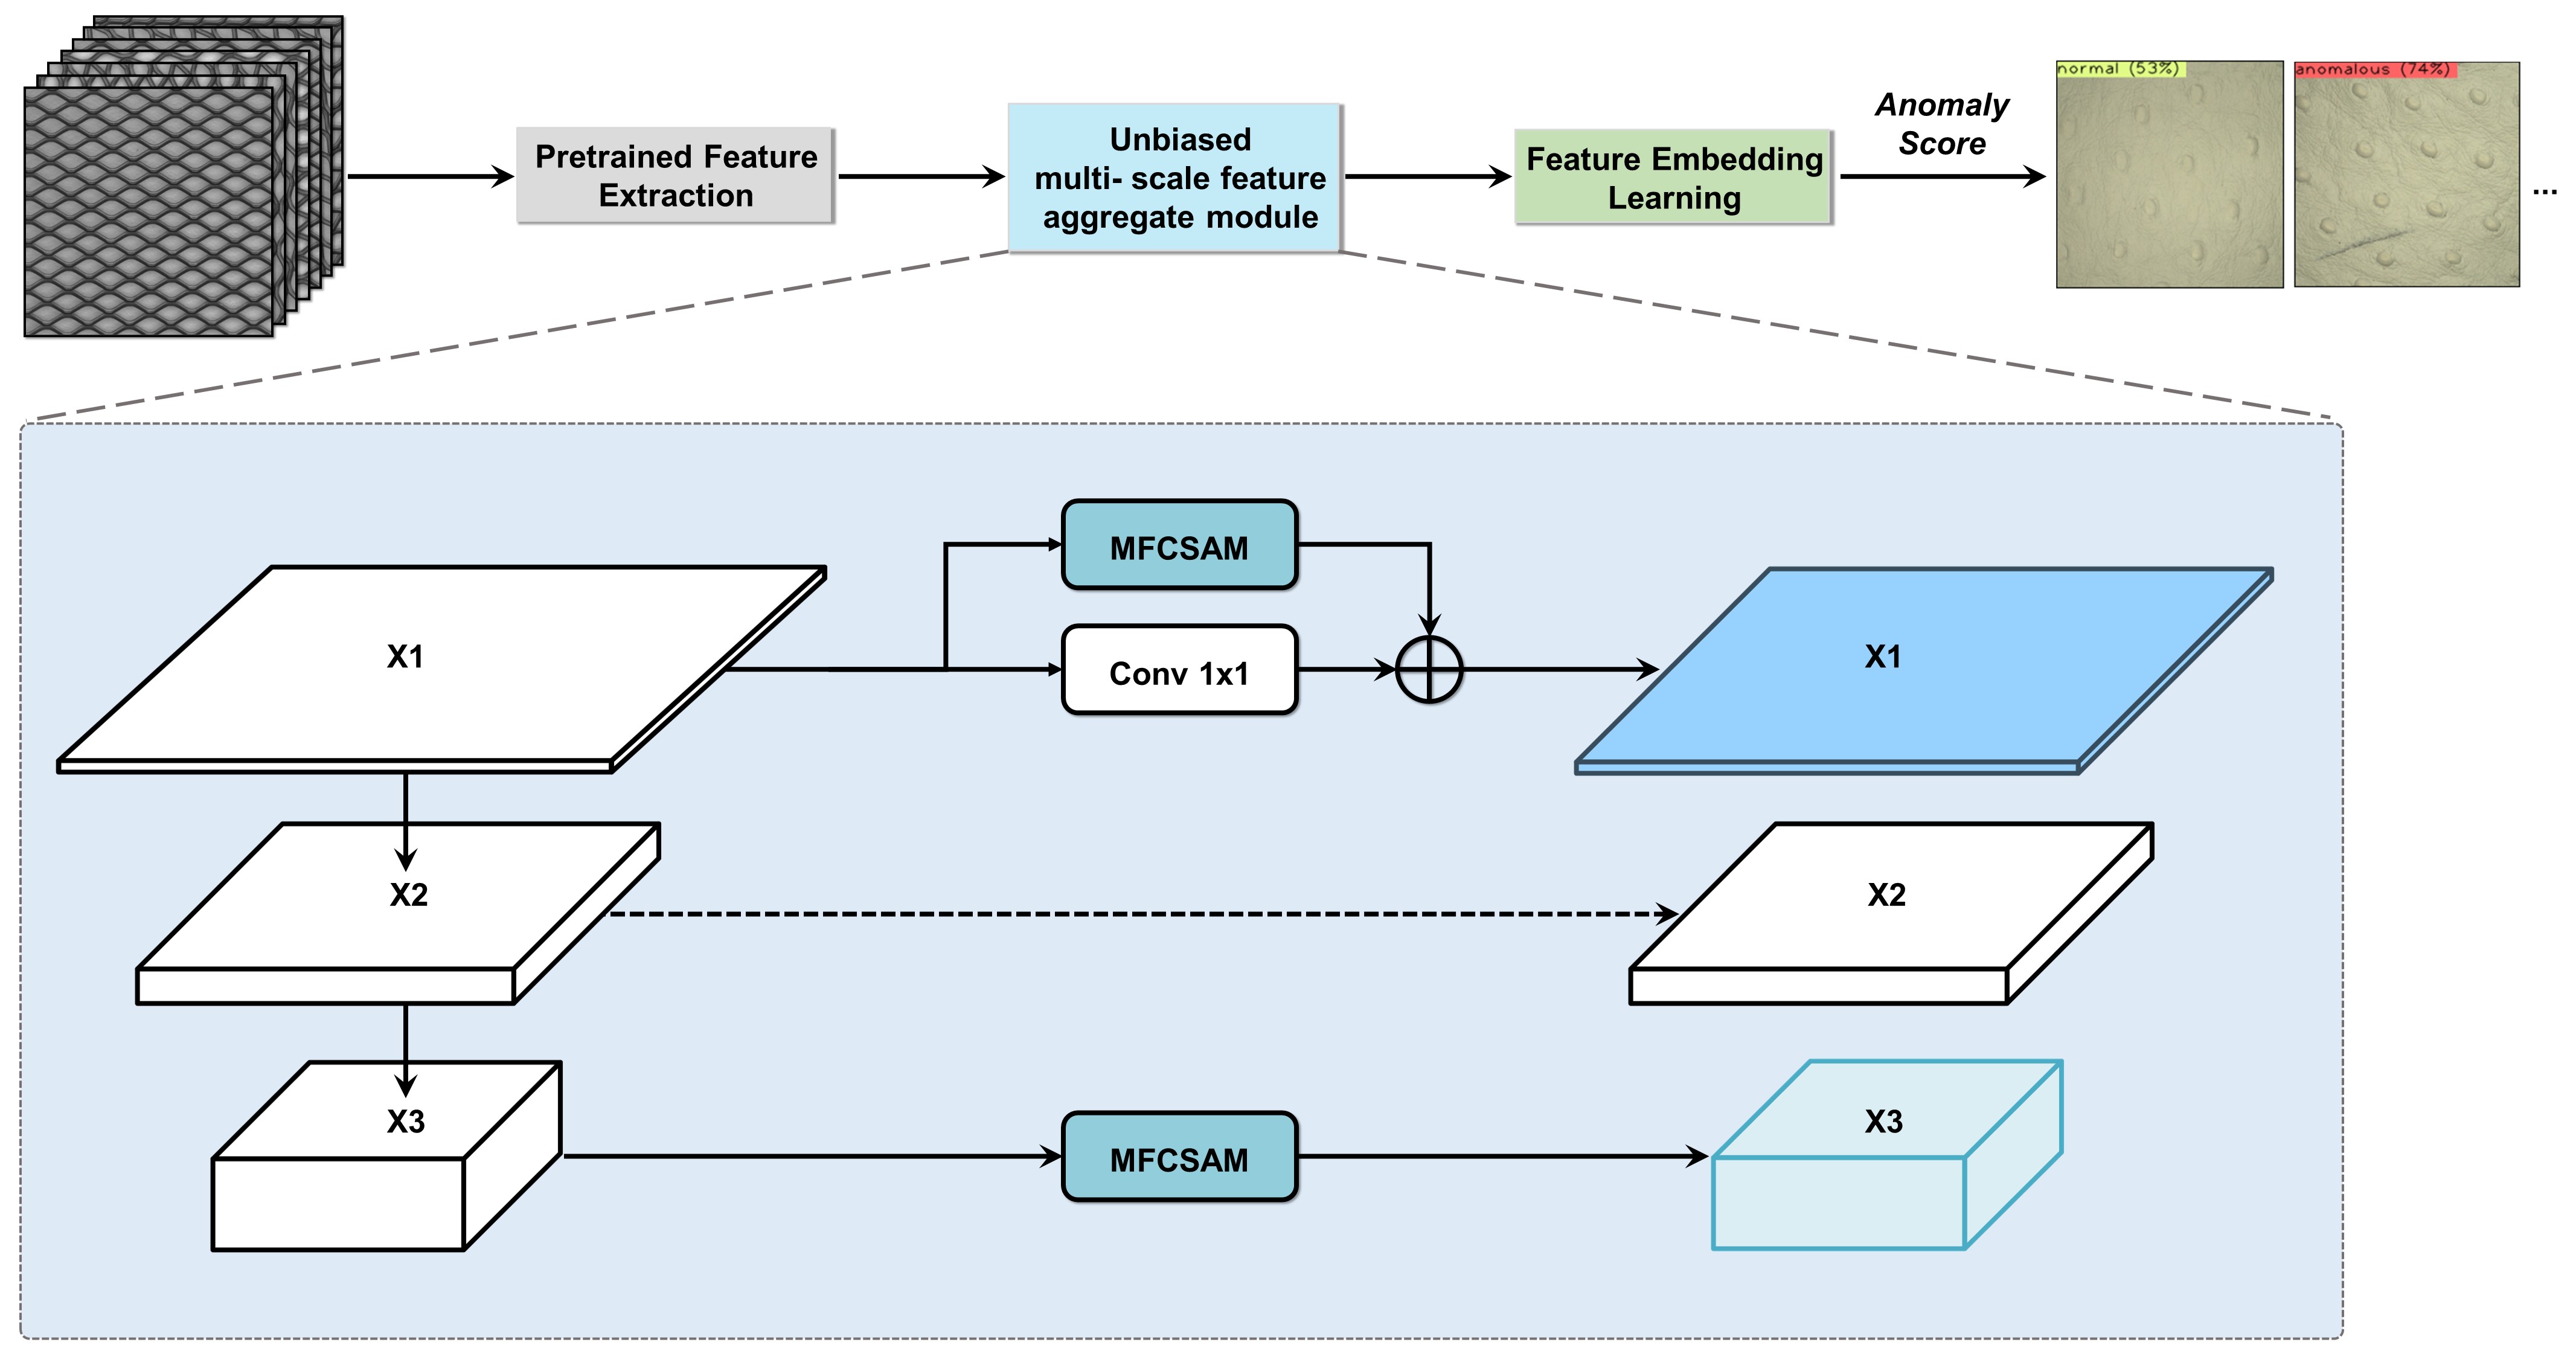 Pretrained Feature
Extraction
Unbiased
multi- scale feature
aggregate module
Feature Embedding
Learning
Anomaly
Score
normal (53%)
anomalous (74%)
...
MFCSAM
X1
Conv 1x1
X1
X2
X2
X3
MFCSAM
X3